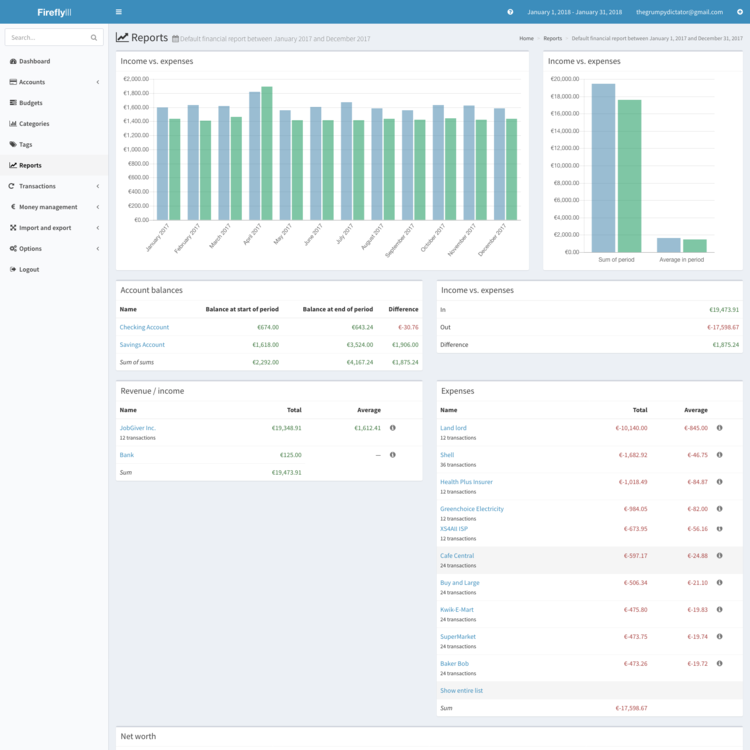 FireflyIII
January 1, 2018 - January 31, 2018
thegrumpydictator@gmail.com
Search...
Dashboard
Accounts
Budgets
Categories
Tags
Reports
Transactions
€ Money management
Import and export
Options
Logout
Reports Default financial report between January 2017 and December 2017
Home Reports Default financial report between January 1, 2017 and December 31, 2017
Income vs. expenses
€2,000.00
€1,800.00
€1,600.00
€1,400.00
€1,200.00
€1,000.00
€800.00
€600.00
€400.00
€200.00
€0.00
January 2017
February 2017
March 2017
April 2017
May 2017
June 2017
July 2017
August 2017
September 2017
October 2017
November 2017
December 2017
Income vs. expenses
€20,000.00
€18,000.00
€16,000.00
€14,000.00
€12,000.00
€10,000.00
€8,000.00
€6,000.00
€4,000.00
€2,000.00
€0.00
Sum of period
Average in period
Account balances
Name Balance at start of period Balance at end of period Difference
Checking Account €674.00 €643.24 €-30.76
Savings Account €1,618.00 €3,524.00 €1,906.00
Sum of sums €2,292.00 €4,167.24 €1,875.24
Income vs. expenses
In €19,473.91
Out €-17,598.67
Difference €1,875.24
Revenue / income
Name Total Average
JobGiver inc. €19,348.91 €1,612.41
12 transactions
Bank €125.00 —
Sum €19,473.91
Expenses
Name Total Average
Land lord €-10,140.00 €-845.00
12 transactions
Shell €-1,682.92 €-46.75
36 transactions
Health Plus Insurer €-1,018.49 €-84.87
12 transactions
Greenchoice Electricity €-984.05 €-82.00
12 transactions
XS4All ISP €-673.95 €-56.16
12 transactions
Cafe Central €-597.17 €-24.88
24 transactions
Buy and Large €-506.34 €-21.10
24 transactions
Kwik-E-Mart €-475.80 €-19.83
24 transactions
SuperMarket €-473.75 €-19.74
24 transactions
Baker Bob €-473.26 €-19.72
24 transactions
Show entire list
Sum €-17,598.67
Net worth